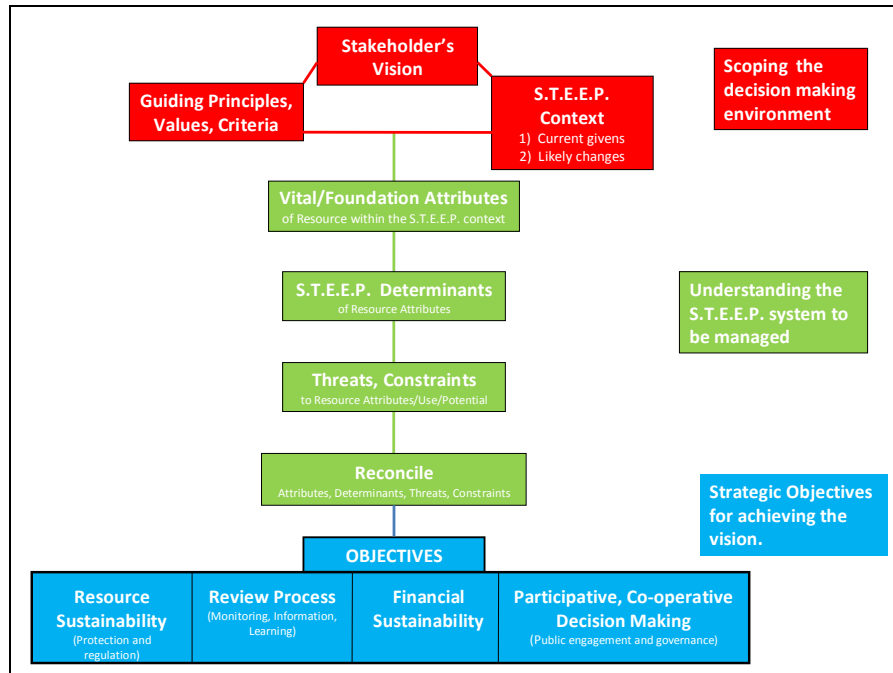 Stakeholder's
Vision
Guiding Principles,
Values, Criteria
S.T.E.E.P.
Context
1) Current givens
2) Likely changes
Scoping the
decision making
environment
Vital/Foundation Attributes
of Resource within the S.T.E.E.P. context
S.T.E.E.P. Determinants
of Resource Attributes
Understanding the
S.T.E.E.P. system to
be managed
Threats, Constraints
to Resource Attributes/Use/Potential
Reconcile
Attributes, Determinants, Threats, Constraints
Strategic Objectives
for achieving the
vision.
OBJECTIVES
Resource
Sustainability
(Protection and
regulation)
Review Process
(Monitoring, Information,
Learning)
Financial
Sustainability
Participative, Co-operative
Decision Making
(Public engagement and governance)